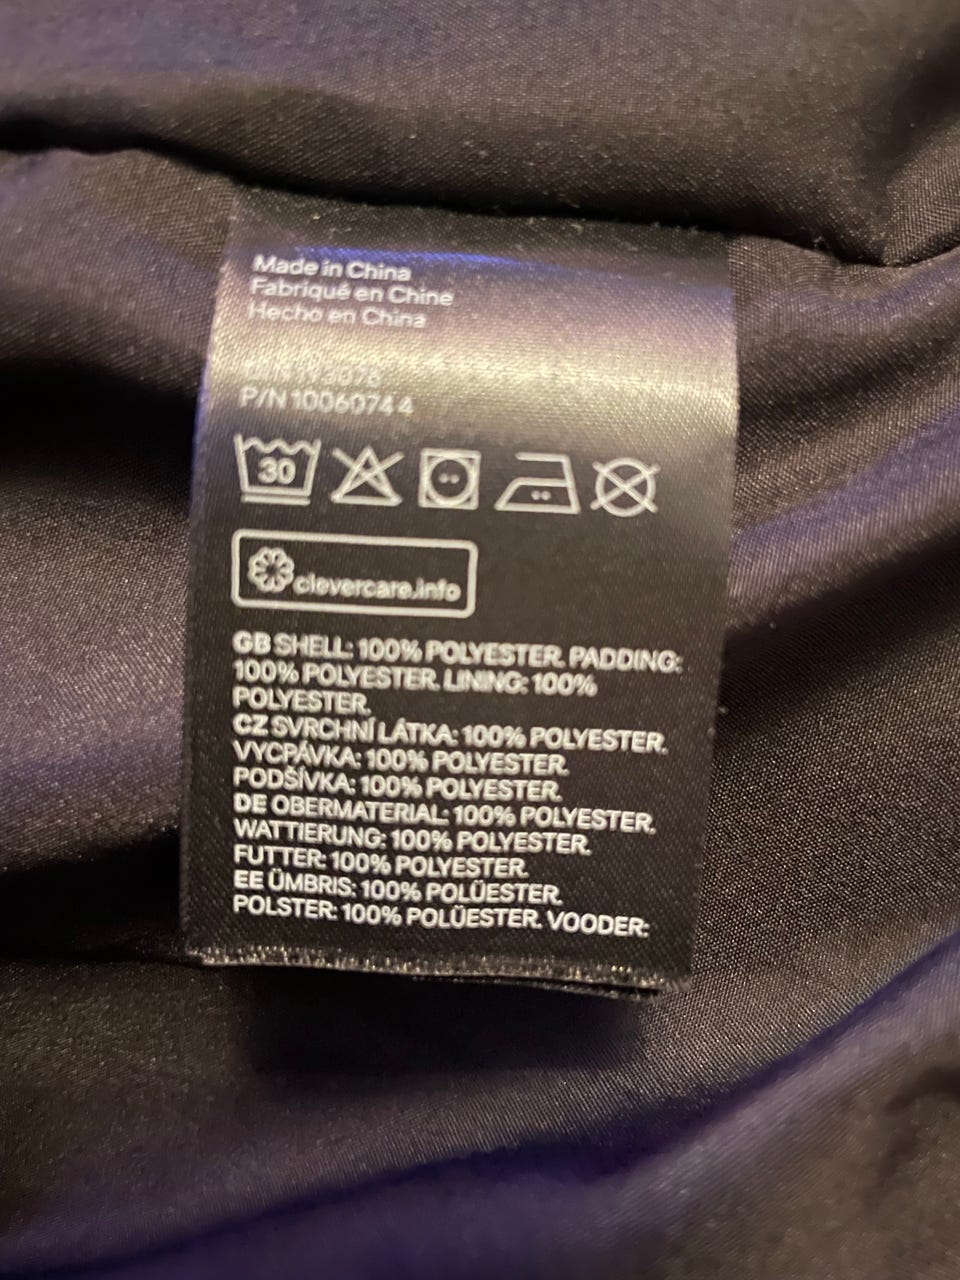 Made in China
Fabriqué en Chine
Hecho en China
P/N 10060744
30
clevercare.info
GB SHELL: 100% POLYESTER. PADDING:
100% POLYESTER. LINING: 100%
POLYESTER.
CZ SVRCHNÍ LÁTKA: 100% POLYESTER.
VYCPÁVKA: 100% POLYESTER.
PODŠÍVKA: 100% POLYESTER.
DE OBERMATERIAL: 100% POLYESTER.
WATTIERUNG: 100% POLYESTER.
FUTTER: 100% POLYESTER.
EE ÜMBRIS: 100% POLÜESTER.
POLSTER: 100% POLÜESTER. VOODER: